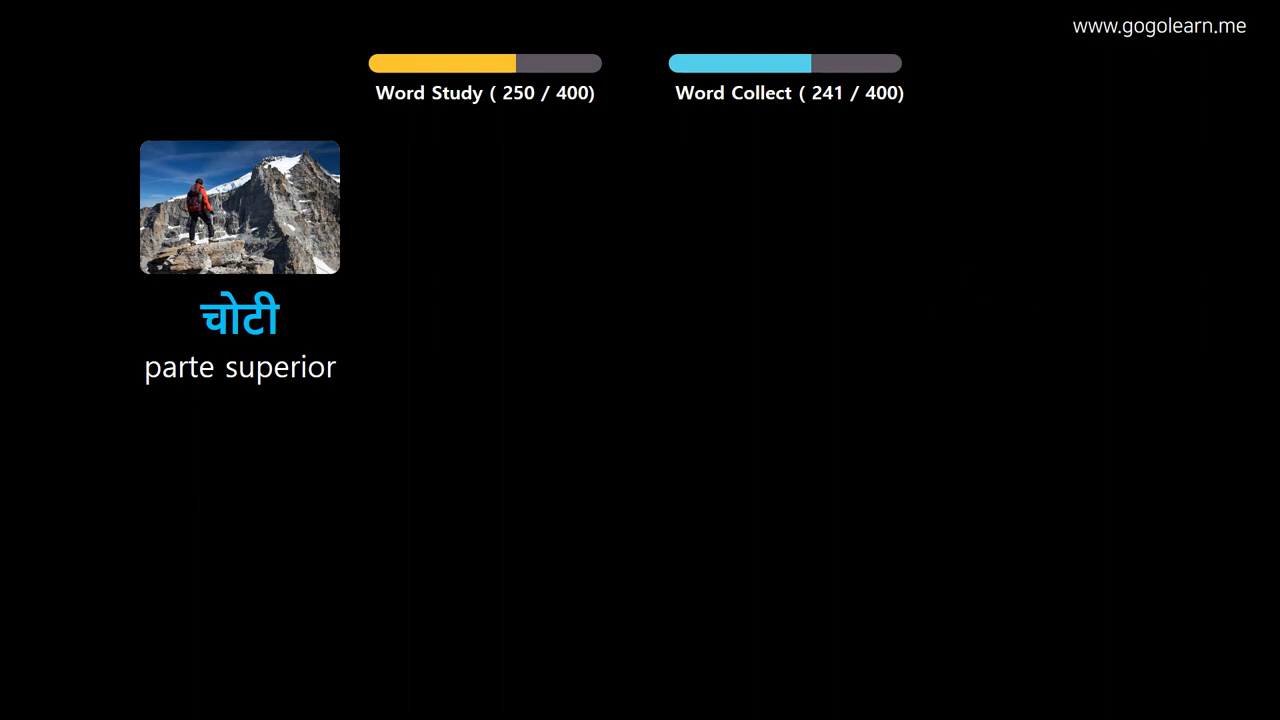 www.gogolearn.me
Word Study ( 250 / 400)
Word Collect ( 241 / 400)
चोटी
parte superior